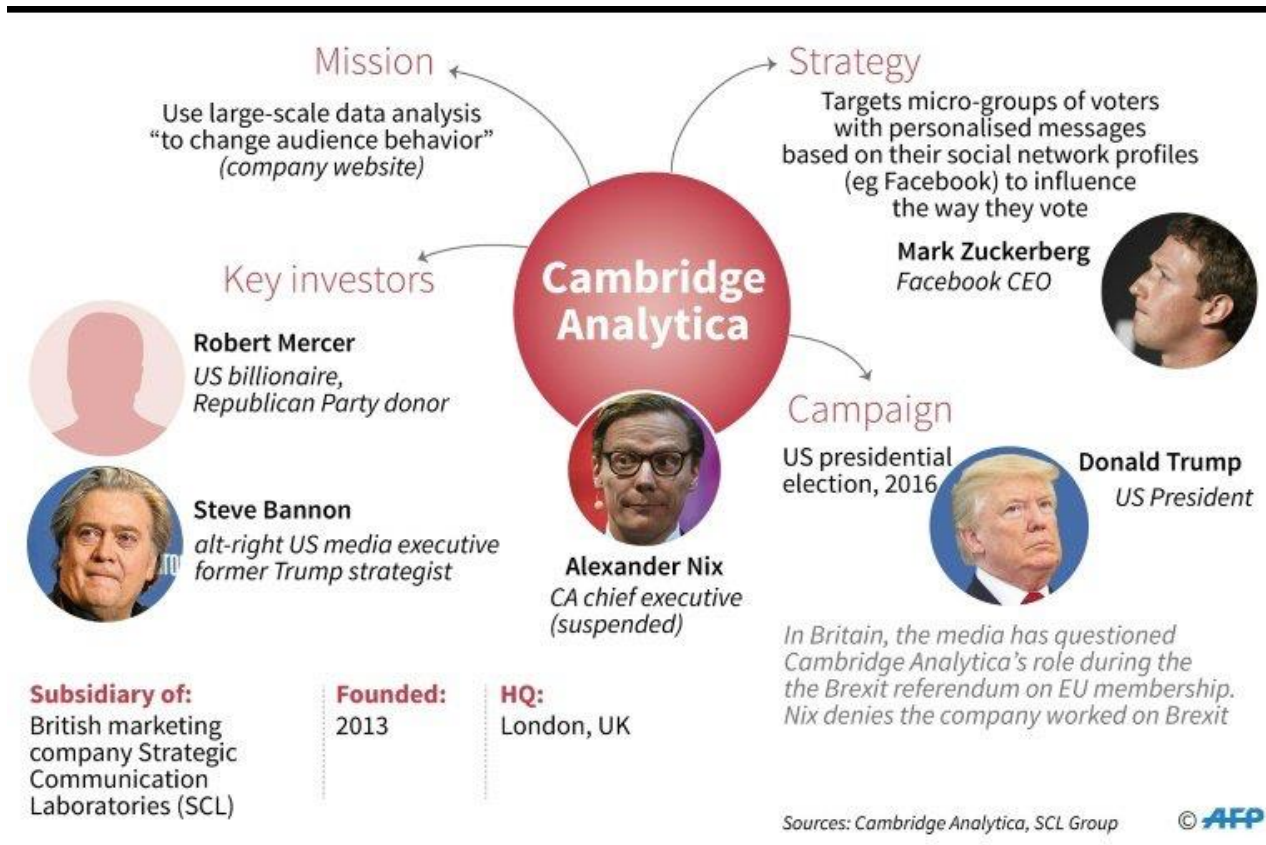 Mission
Use large-scale data analysis
“to change audience behavior”
(company website)
Strategy
Targets micro-groups of voters
with personalised messages
based on their social network profiles
(eg Facebook) to influence
the way they vote
Mark Zuckerberg
Facebook CEO
Cambridge
Analytica
Key investors
Robert Mercer
US billionaire,
Republican Party donor
Steve Bannon
alt-right US media executive
former Trump strategist
Alexander Nix
CA chief executive
(suspended)
Campaign
US presidential
election, 2016
Donald Trump
US President
In Britain, the media has questioned
Cambridge Analytica’s role during the
the Brexit referendum on EU membership.
Nix denies the company worked on Brexit
Subsidiary of:
British marketing
company Strategic
Communication
Laboratories (SCL)
Founded:
2013
HQ:
London, UK
Sources: Cambridge Analytica, SCL Group
© AFP